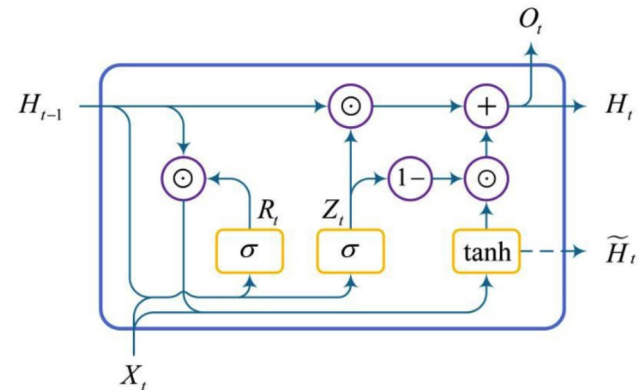 O_t
H_{t-1} ⊙ + H_t
⊙ 1− ⊙
R_t Z_t
σ σ tanh H̃_t
X_t